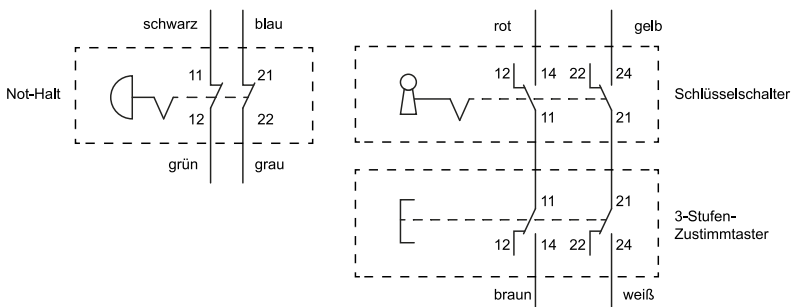 schwarz blau
11 21
Not-Halt
12 22
grün grau
rot gelb
12 14 22 24
Schlüsselschalter
11 21
11 21
3-Stufen-
Zustimmtaster
12 14 22 24
braun weiß